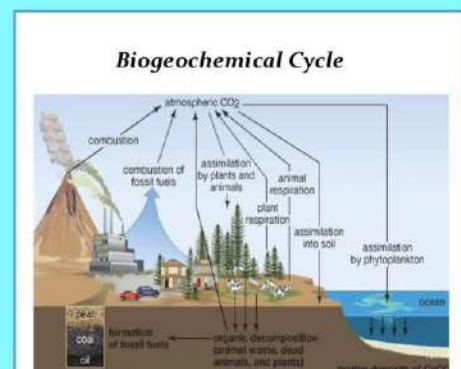 Biogeochemical Cycle
atmospheric CO2
combustion
combustion of
fossil fuels
assimilation
by plants and
animals
animal
respiration
plant
respiration
assimilation
into soil
assimilation
by phytoplankton
ocean
peat
coal
oil
formation
of fossil fuels
organic decomposition
(animal waste, dead
animals, and plants)